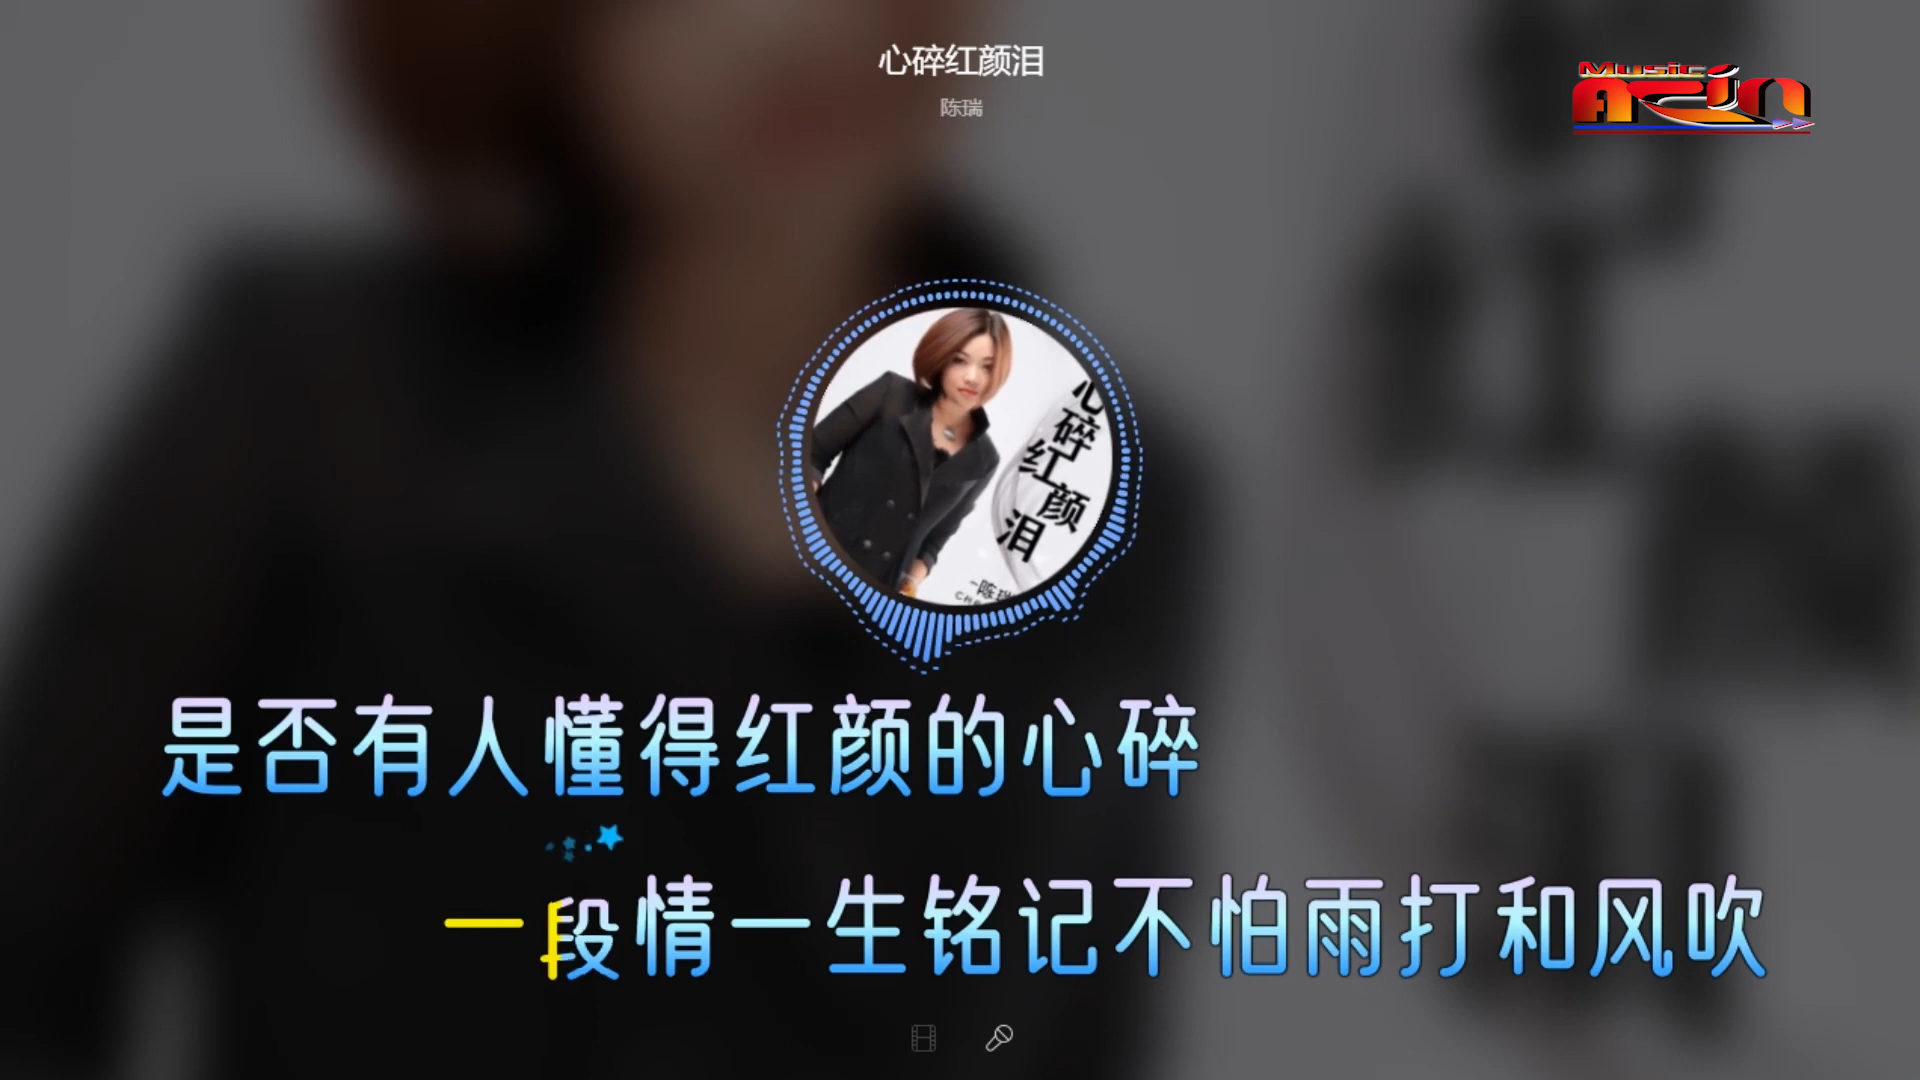 心碎红颜泪
陈瑞
Music
Arin
心碎红颜泪
是否有人懂得红颜的心碎
一段情一生铭记不怕雨打和风吹